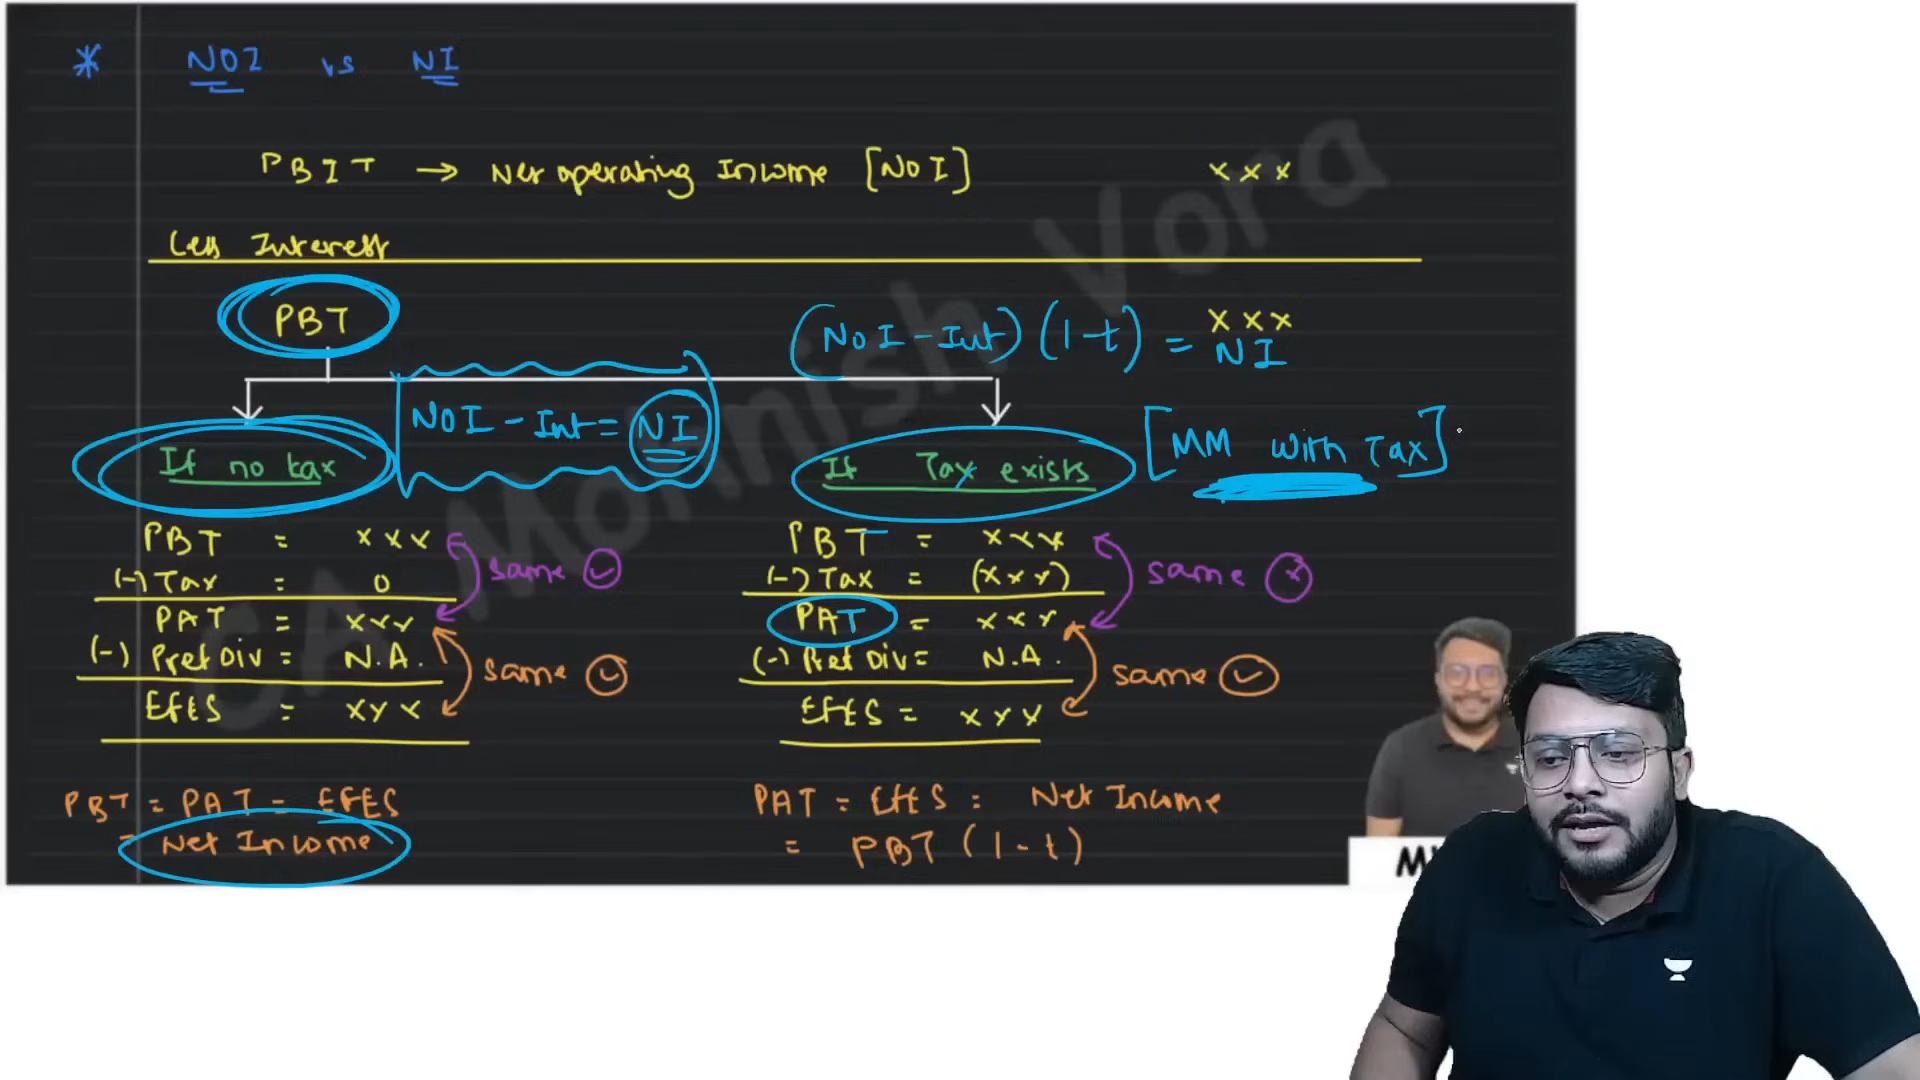 * NOI vs NI
PBIT → Net operating Income [NOI] xxx
Less Interest
PBT
(NOI - Int) (1-t) = NI
xxx
NOI - Int = NI
[MM with Tax]
If no tax
PBT = xxx
(-) Tax = 0
PAT = xxx
(-) Pref Div = N.A.
EFES = xxx
same
same
PBT = PAT = EFES
= Net Income
If Tax exists
PBT = xxx
(-) Tax = (xxx)
PAT = xxx
(-) Pref Div = N.A.
EFES = xxx
same
same
PAT = EFES = Net Income
= PBT (1-t)
CA Mohnish Vora